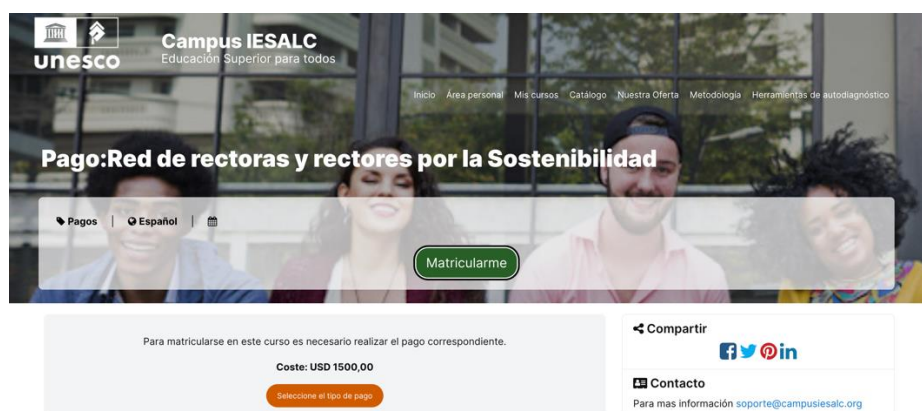 unesco
Campus IESALC
Educación Superior para todos
Inicio Área personal Mis cursos Catálogo Nuestra Oferta Metodología Herramientas de autodiagnóstico
Pago:Red de rectoras y rectores por la Sostenibilidad
Pagos | Español |
Matricularme
Para matricularse en este curso es necesario realizar el pago correspondiente.
Coste: USD 1500,00
Seleccione el tipo de pago
Compartir
Contacto
Para mas información soporte@campusiesalc.org